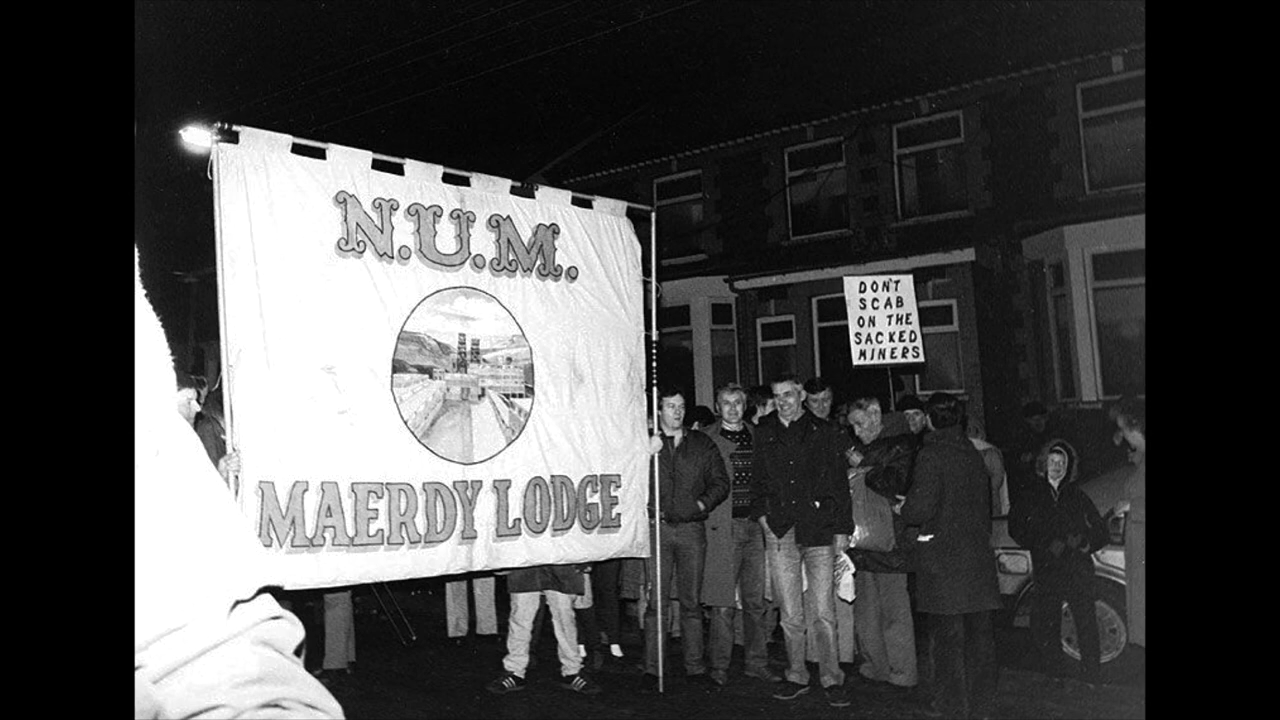 N.U.M.
MAERDY LODGE
DON'T
SCAB
ON THE
SACKED
MINERS